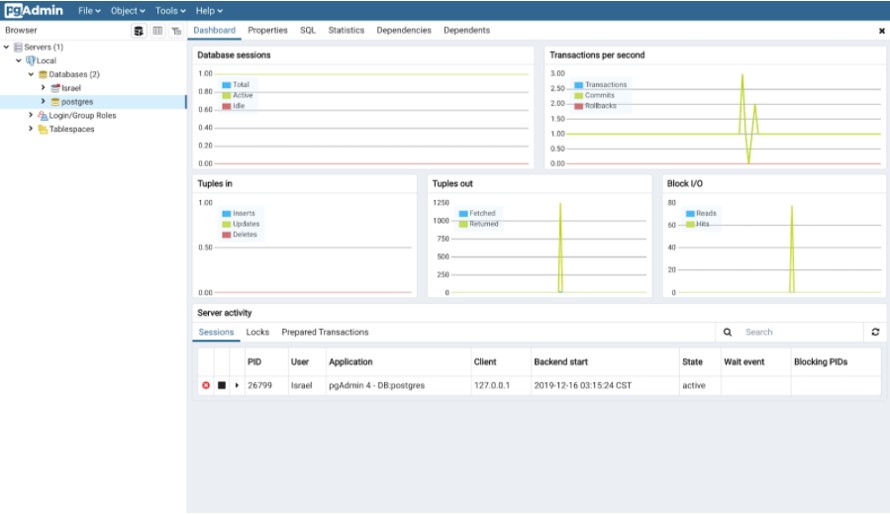 pgAdmin File Object Tools Help
Browser
Dashboard Properties SQL Statistics Dependencies Dependents
Servers (1)
Local
Databases (2)
Israel
postgres
Login/Group Roles
Tablespaces
Database sessions
1.00
0.80
0.60
0.40
0.20
0.00
Total
Active
Idle
Transactions per second
3.00
2.50
2.00
1.50
1.00
0.50
0.00
Transactions
Commits
Rollbacks
Tuples in
1.00
0.50
0.00
Inserts
Updates
Deletes
Tuples out
1250
1000
750
500
250
0
Fetched
Returned
Block I/O
80
60
40
20
0
Reads
Hits
Server activity
Sessions Locks Prepared Transactions Search
PID User Application Client Backend start State Wait event Blocking PIDs
26799 Israel pgAdmin 4 - DB:postgres 127.0.0.1 2019-12-16 03:15:24 CST active